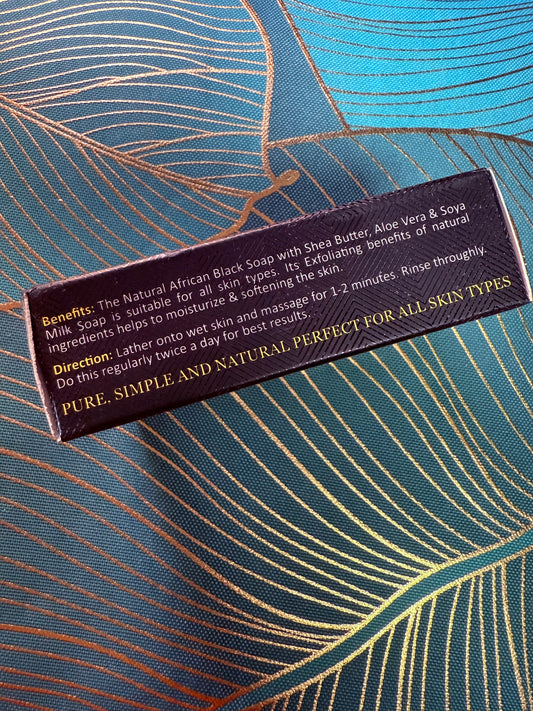 Benefits: The Natural African Black Soap with Shea Butter, Aloe Vera & Soya
Milk Soap is suitable for all skin types. Its Exfoliating benefits of natural
ingredients helps to moisturize & softening the skin.
Direction: Lather onto wet skin and massage for 1-2 minutes. Rinse throughly.
Do this regularly twice a day for best results.
PURE. SIMPLE AND NATURAL PERFECT FOR ALL SKIN TYPES